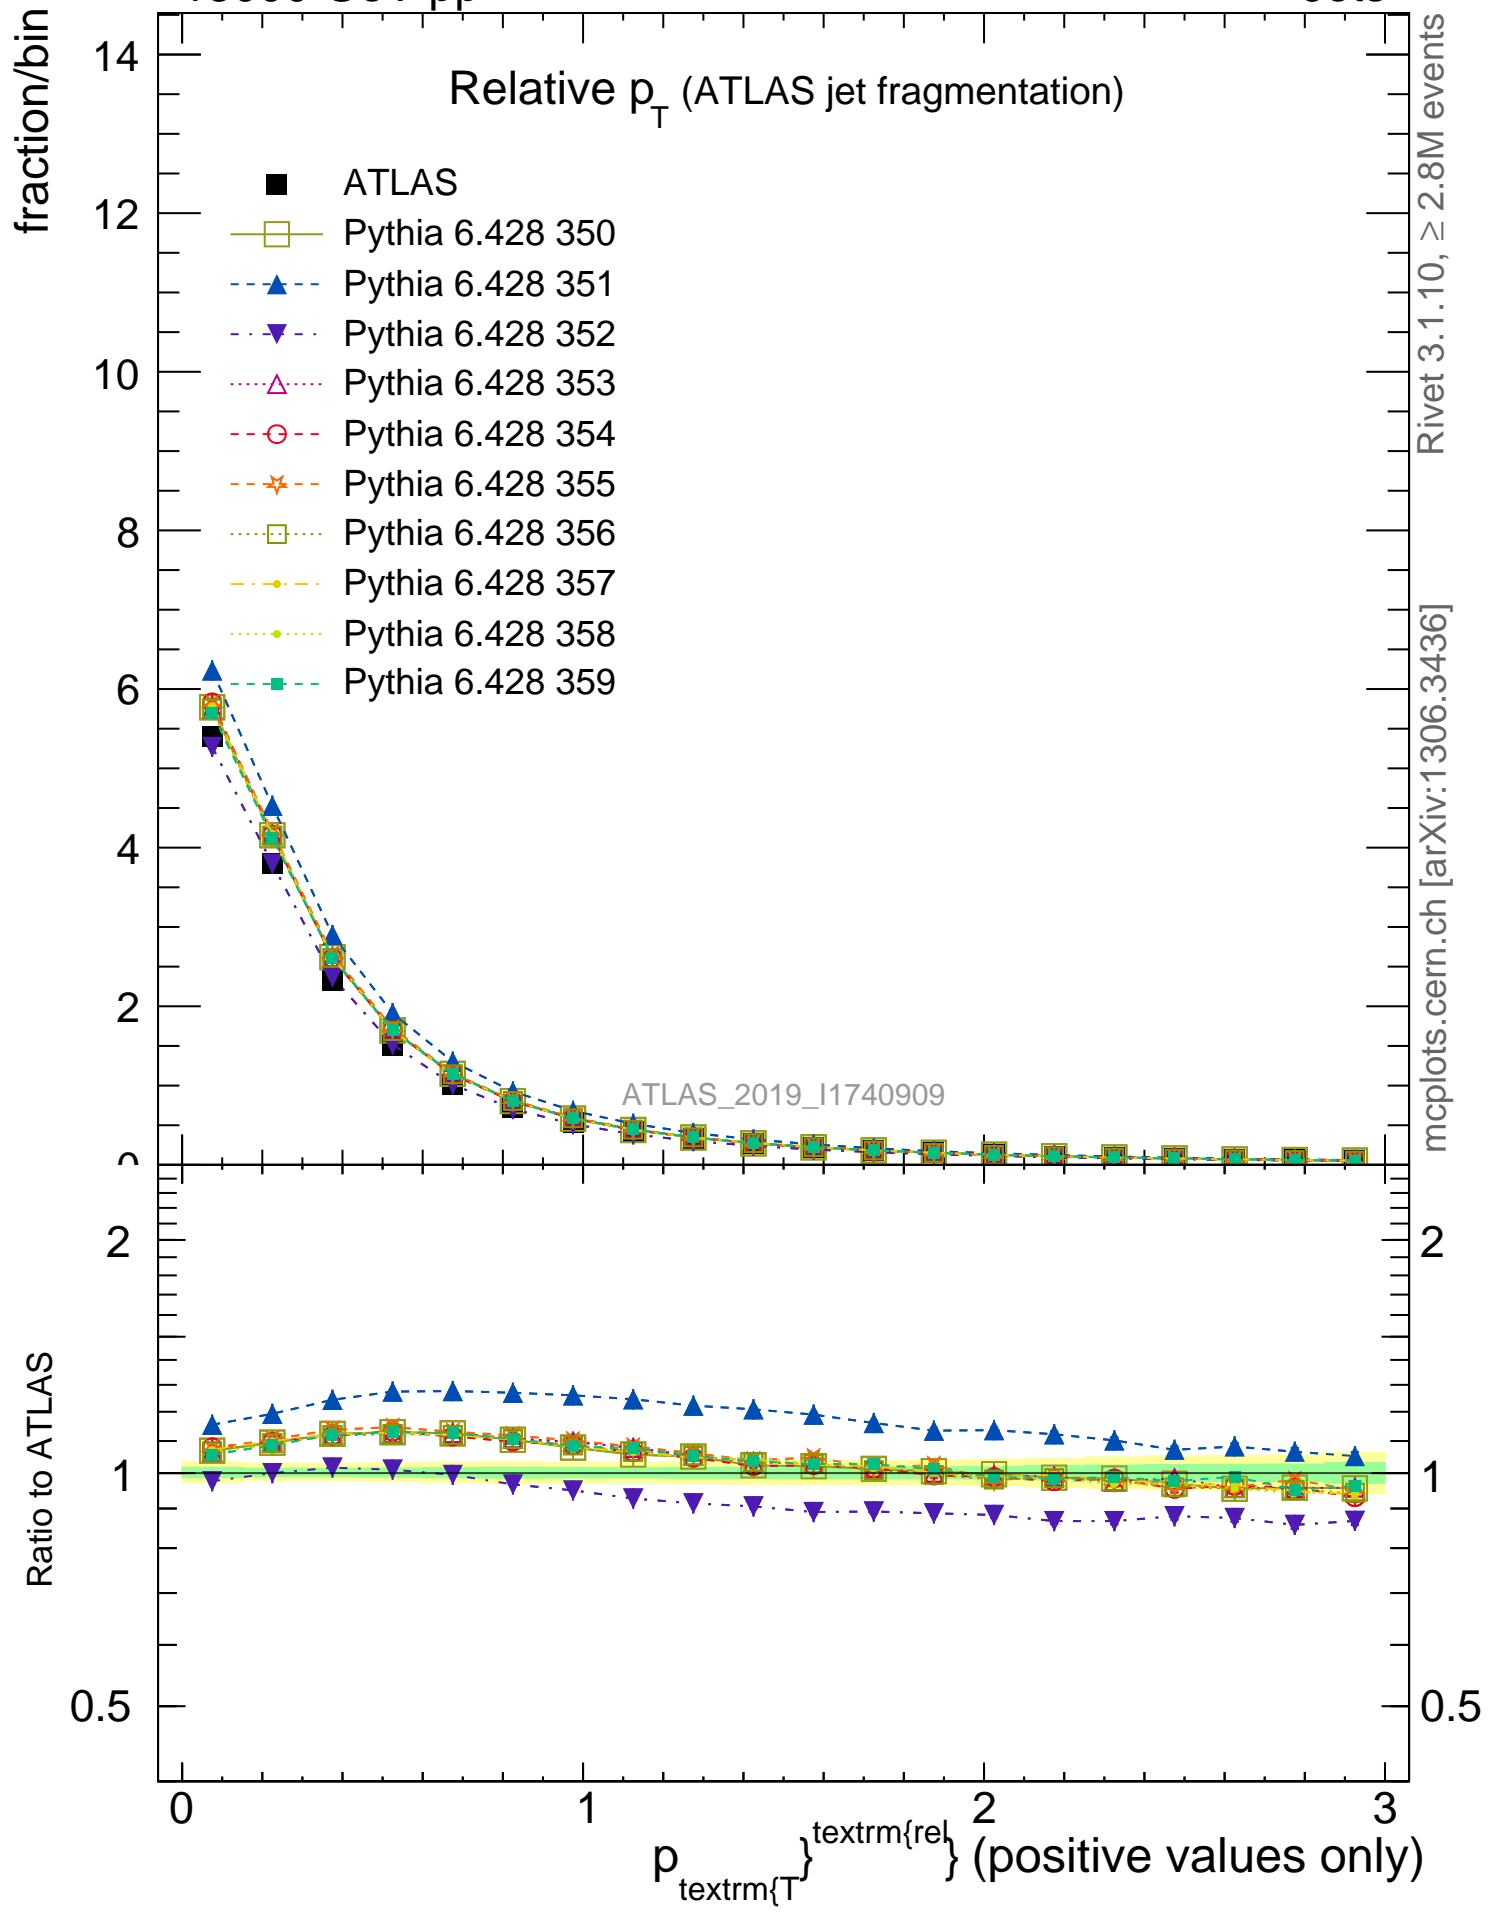 fraction/bin
14
12
10
8
6
4
2
Relative pT (ATLAS jet fragmentation)
ATLAS
Pythia 6.428 350
Pythia 6.428 351
Pythia 6.428 352
Pythia 6.428 353
Pythia 6.428 354
Pythia 6.428 355
Pythia 6.428 356
Pythia 6.428 357
Pythia 6.428 358
Pythia 6.428 359
ATLAS_2019_I1740909
Rivet 3.1.10, ≥ 2.8M events
mcplots.cern.ch [arXiv:1306.3436]
Ratio to ATLAS
2
1
0.5
2
1
0.5
0 1 2 3
p_textrm{T}^textrm{rel} (positive values only)